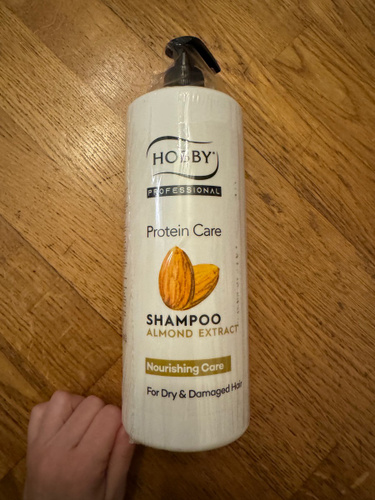 HOBBY
PROFESSIONAL
Protein Care
SHAMPOO
ALMOND EXTRACT
Nourishing Care
For Dry & Damaged Hair